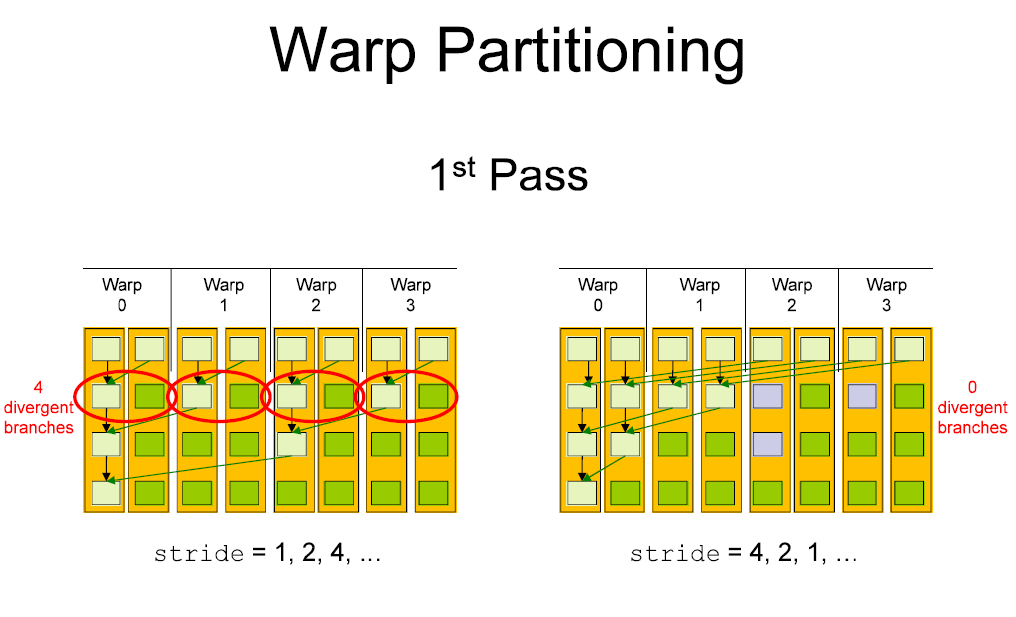 Warp Partitioning
1st Pass
Warp 0
Warp 1
Warp 2
Warp 3
4
divergent
branches
stride = 1, 2, 4, …
Warp 0
Warp 1
Warp 2
Warp 3
0
divergent
branches
stride = 4, 2, 1, …